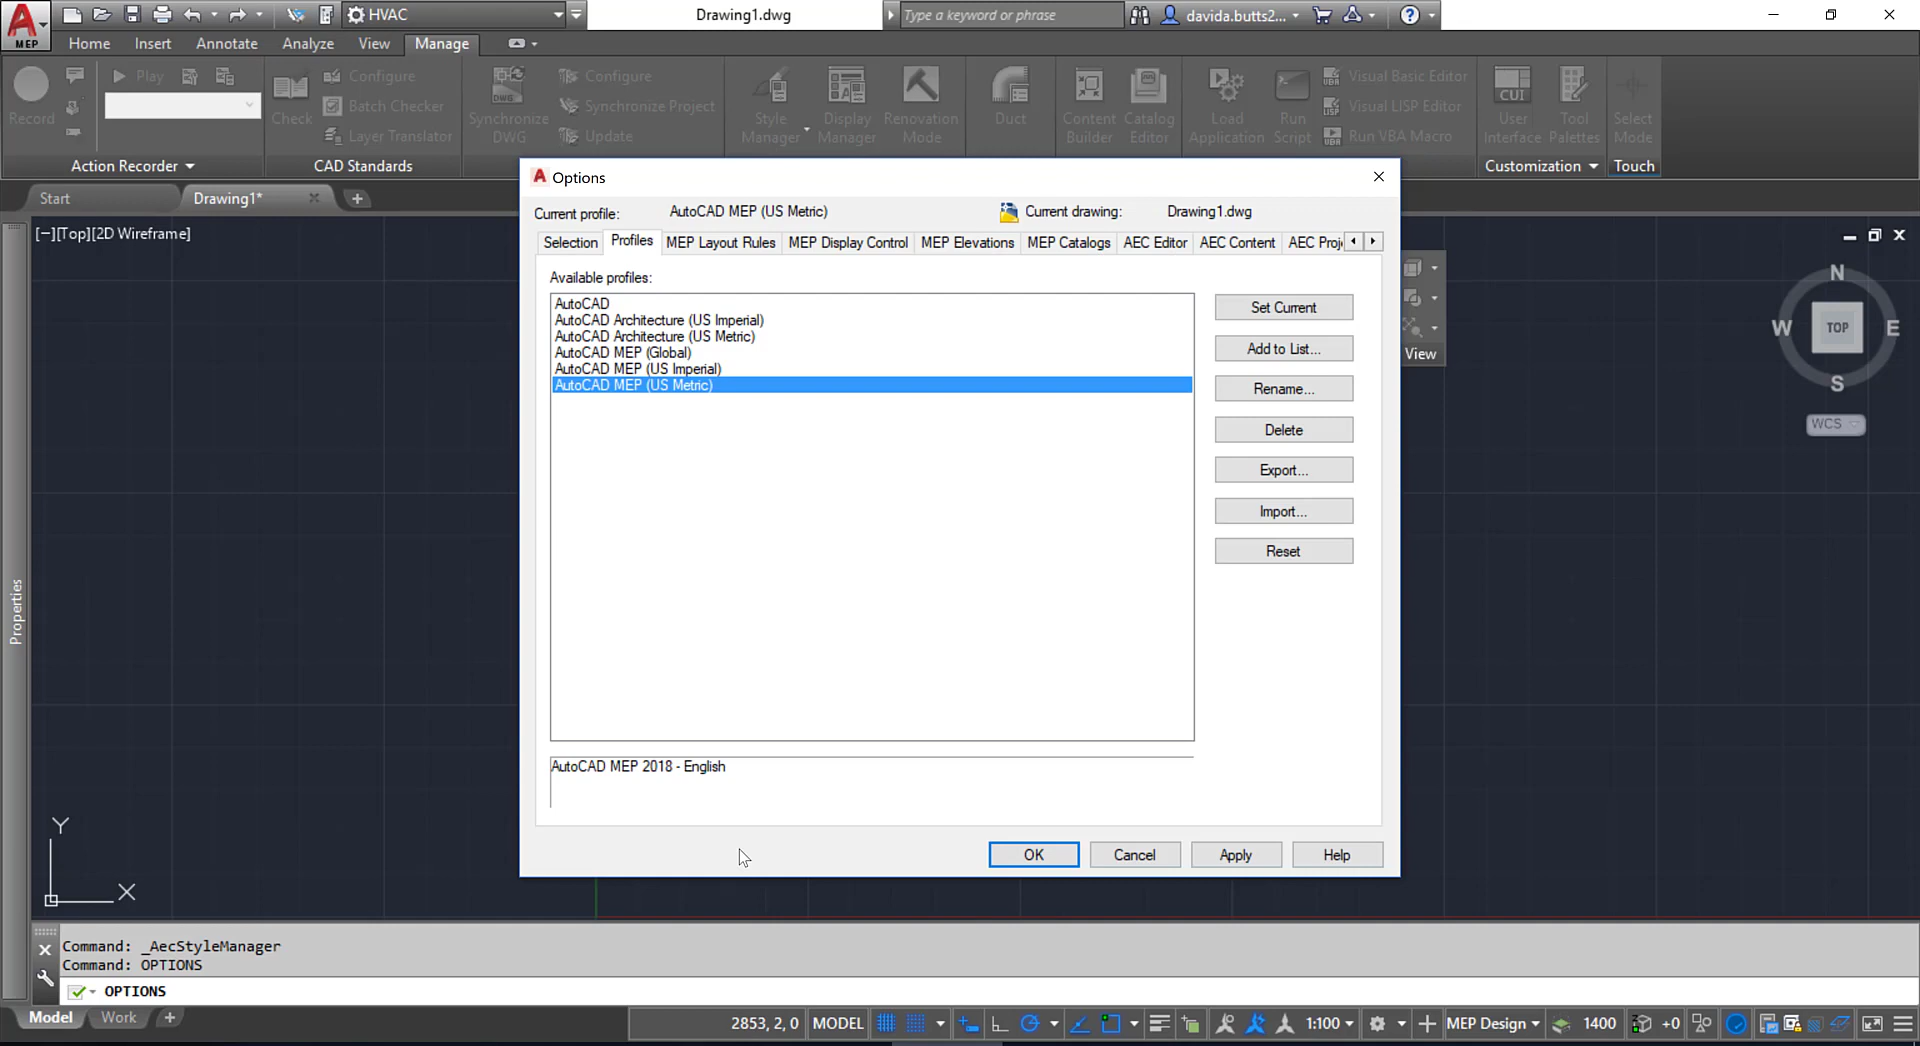 HVAC
Drawing1.dwg
Type a keyword or phrase
davida.butts2...
MEP
Home Insert Annotate Analyze View Manage
Record
Play
Action Recorder
Check
Configure
Batch Checker
Layer Translator
CAD Standards
DWG
Synchronize DWG
Configure
Synchronize Project
Update
Style Manager
Display Manager
Renovation Mode
Duct
Content Builder
Catalog Editor
Load Application
Run Script
VBA Visual Basic Editor
LISP Visual LISP Editor
VBA Run VBA Macro
CUI
User Interface
Tool Palettes
Customization
Select Mode
Touch
Start Drawing1*
[−][Top][2D Wireframe]
Properties
Options
Current profile: AutoCAD MEP (US Metric) Current drawing: Drawing1.dwg
Selection Profiles MEP Layout Rules MEP Display Control MEP Elevations MEP Catalogs AEC Editor AEC Content AEC Proj
Available profiles:
AutoCAD
AutoCAD Architecture (US Imperial)
AutoCAD Architecture (US Metric)
AutoCAD MEP (Global)
AutoCAD MEP (US Imperial)
AutoCAD MEP (US Metric)
Set Current
Add to List...
Rename...
Delete
Export...
Import...
Reset
AutoCAD MEP 2018 - English
OK Cancel Apply Help
View
N
W TOP E
S
WCS
Y
X
Command: _AecStyleManager
Command: OPTIONS
OPTIONS
Model Work
2853, 2, 0 MODEL 1:100 MEP Design 1400 +0